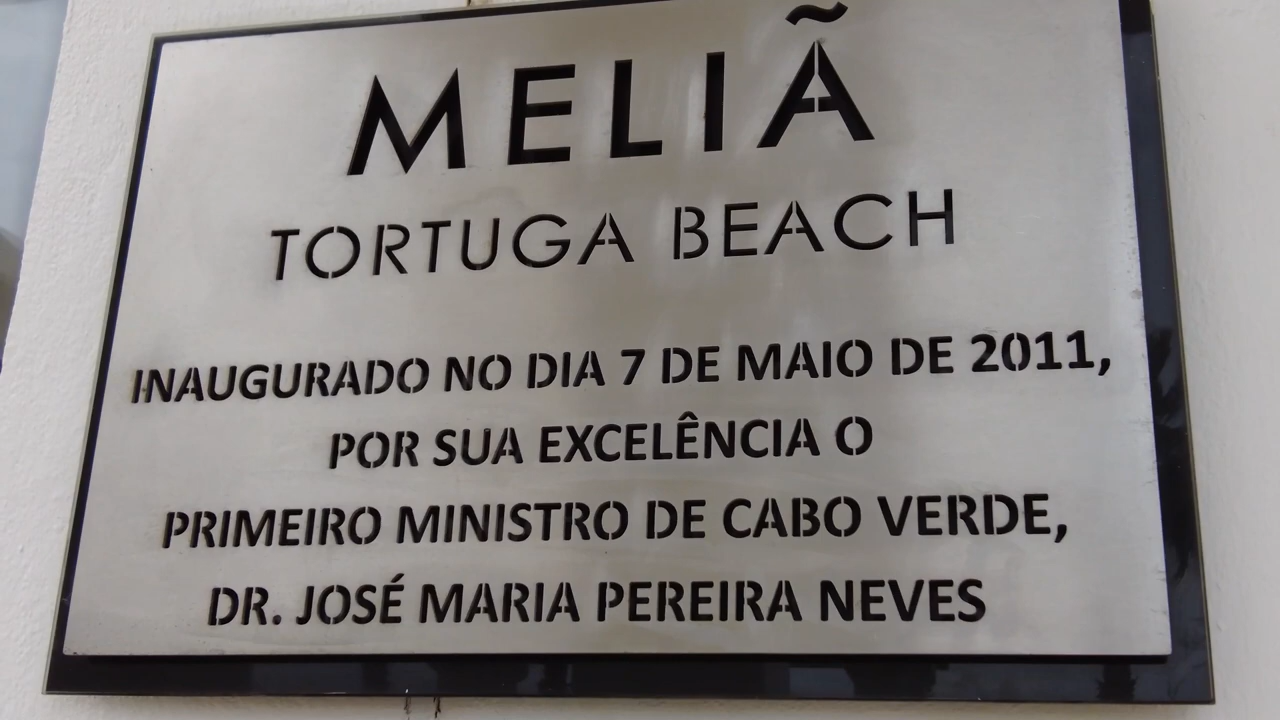 MELIÃ
TORTUGA BEACH
INAUGURADO NO DIA 7 DE MAIO DE 2011,
POR SUA EXCELÊNCIA O
PRIMEIRO MINISTRO DE CABO VERDE,
DR. JOSÉ MARIA PEREIRA NEVES